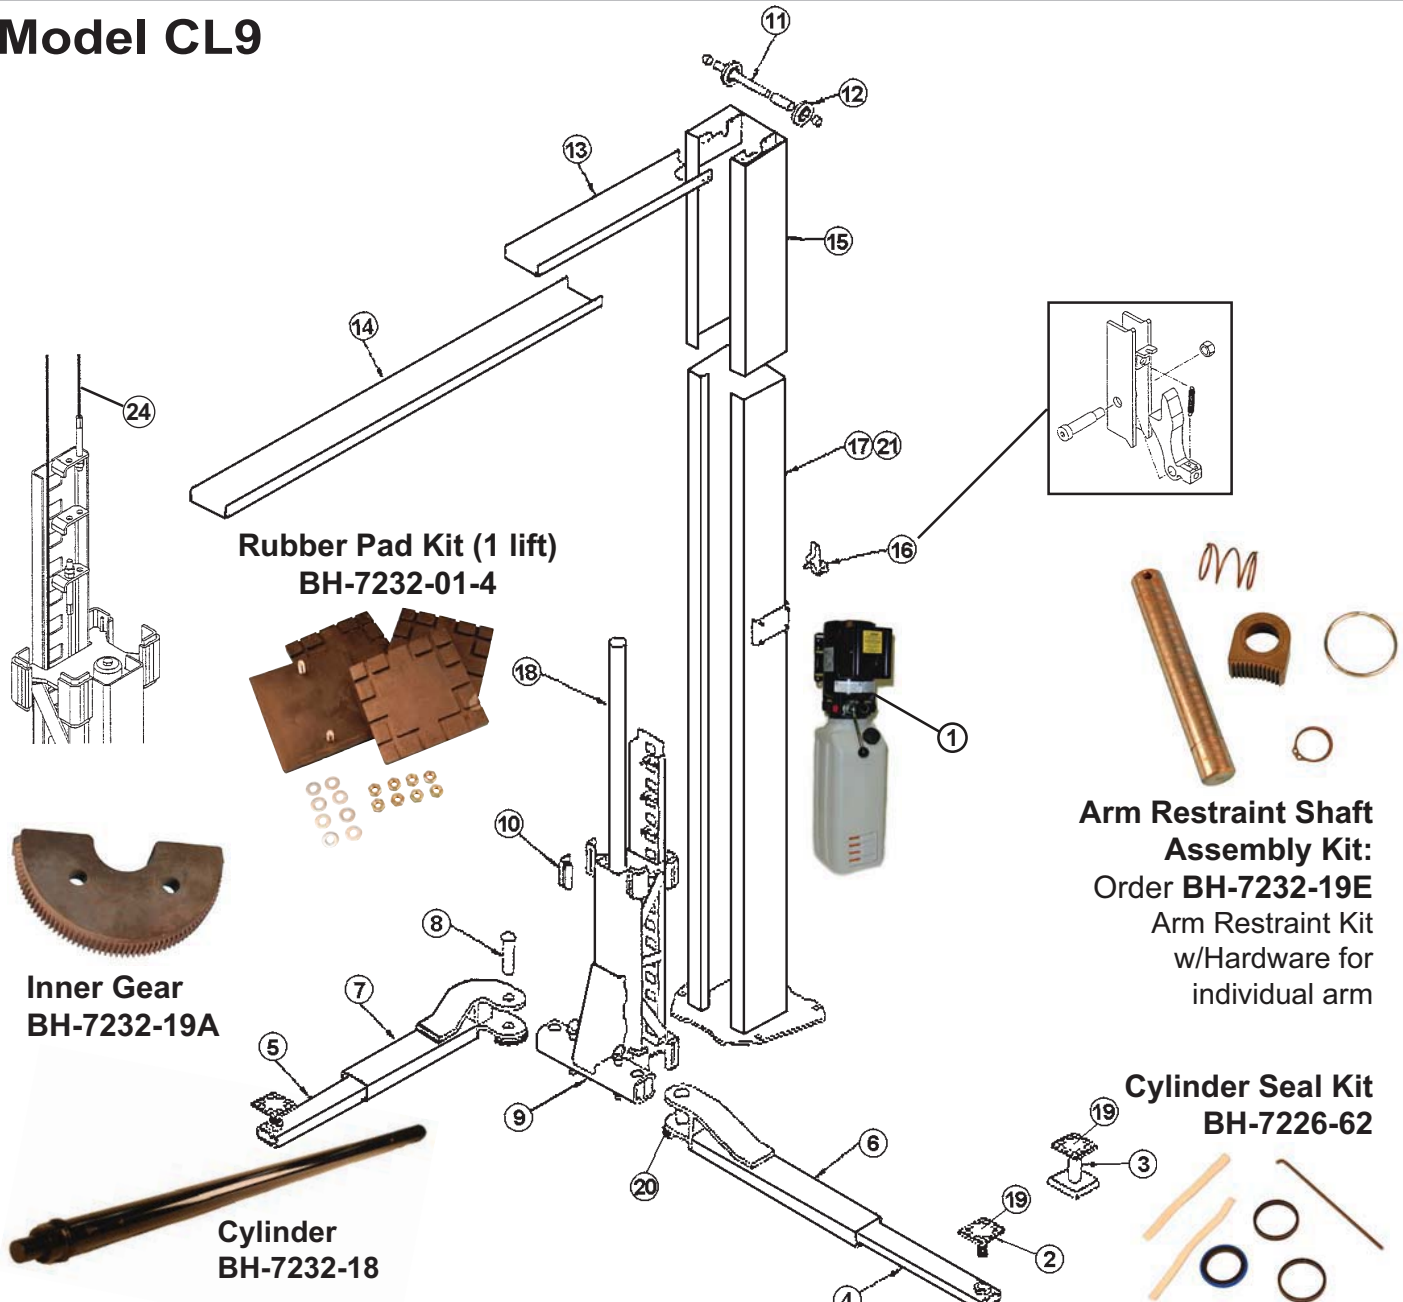 Model CL9
11
12
13
15
14
24
17 21
16
Rubber Pad Kit (1 lift)
BH-7232-01-4
18
1
10
Arm Restraint Shaft
Assembly Kit:
Order BH-7232-19E
Arm Restraint Kit
w/Hardware for
individual arm
8
Inner Gear
BH-7232-19A
7
5
9
Cylinder Seal Kit
BH-7226-62
19
6
3
20
19
2
Cylinder
BH-7232-18
4